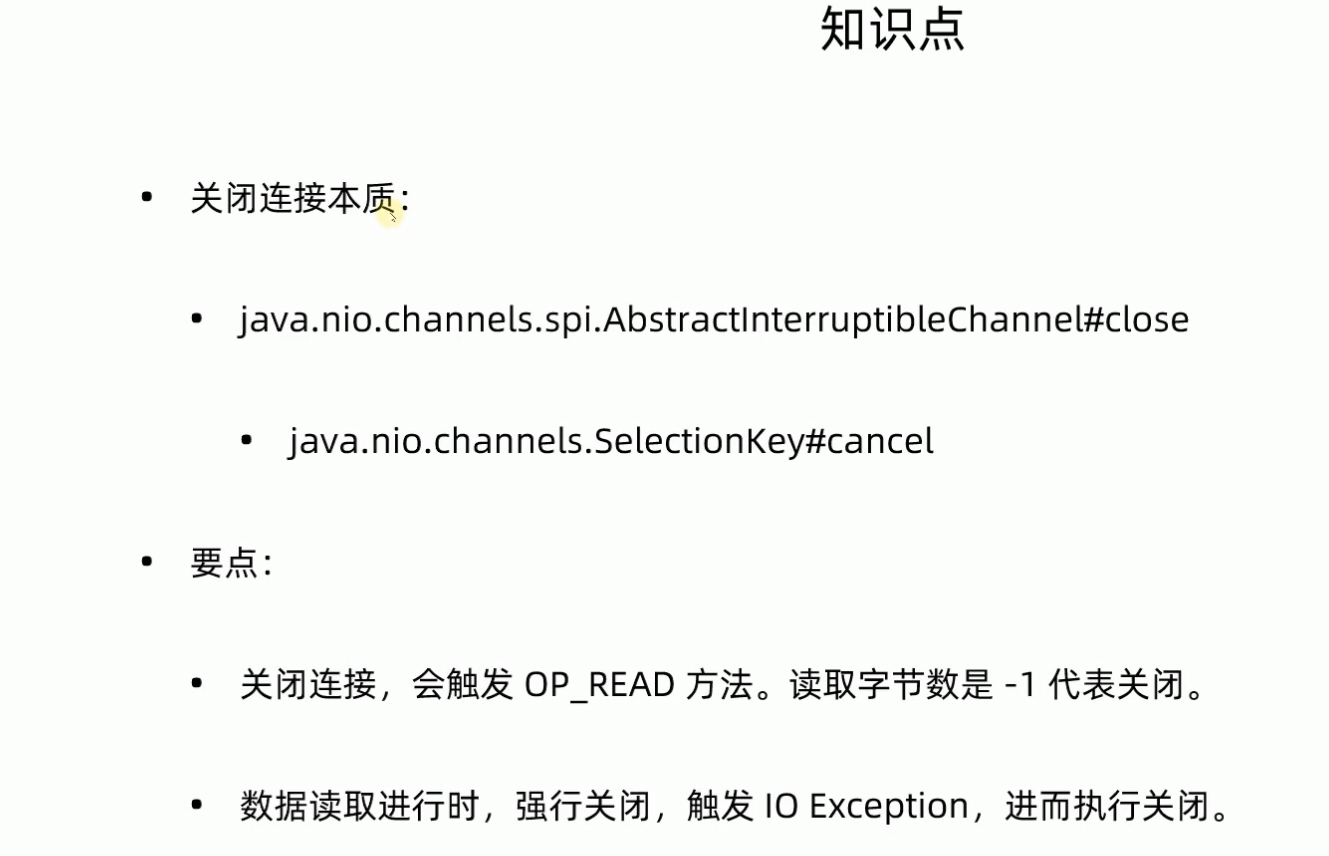 知识点
• 关闭连接本质：
• java.nio.channels.spi.AbstractInterruptibleChannel#close
• java.nio.channels.SelectionKey#cancel
• 要点：
• 关闭连接，会触发 OP_READ 方法。读取字节数是 -1 代表关闭。
• 数据读取进行时，强行关闭，触发 IO Exception，进而执行关闭。